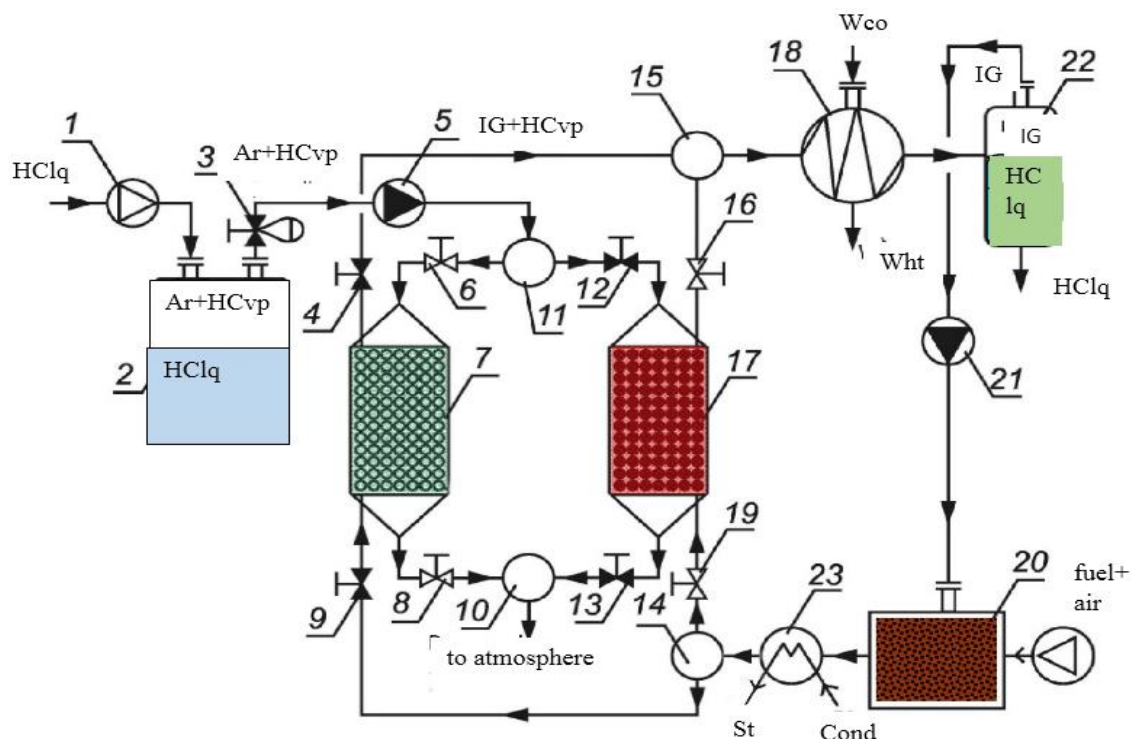 Wco
18
22
IG
15
IG+HCvp
1
5
Ar+HCvp
3
HClq
IG
HC
lq
16
Wht
HClq
Ar+HCvp
4
6
12
11
2
HClq
7
17
21
19
20
fuel+
air
23
9
8
10
13
14
to atmosphere
St
Cond